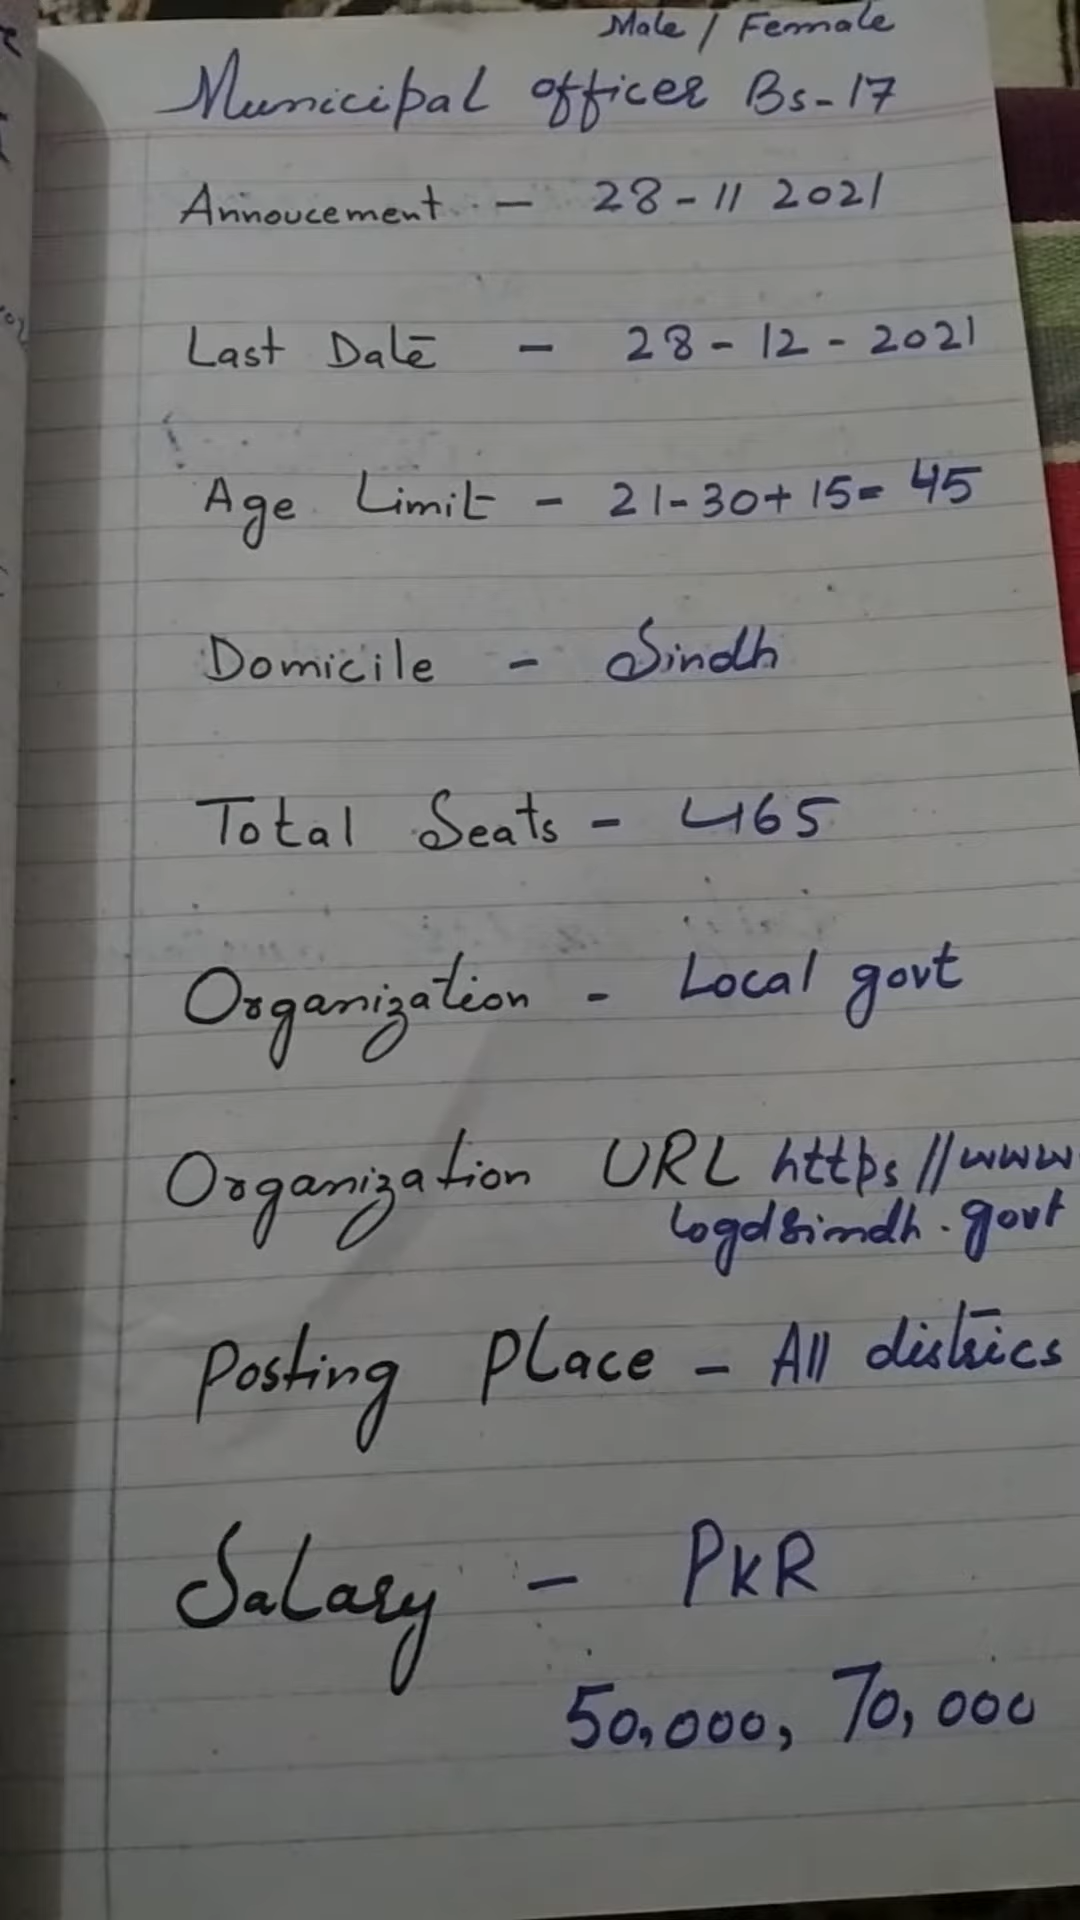 Male / Female
Municipal officer Bs-17
Annoucement - 28-11 2021
Last Date - 28-12-2021
Age Limit - 21-30+15= 45
Domicile - Sindh
Total Seats - 465
Organization - Local govt
Organization URL https//www.
logdsindh.govt
Posting Place - All districs
Salary - PKR
50,000, 70,000